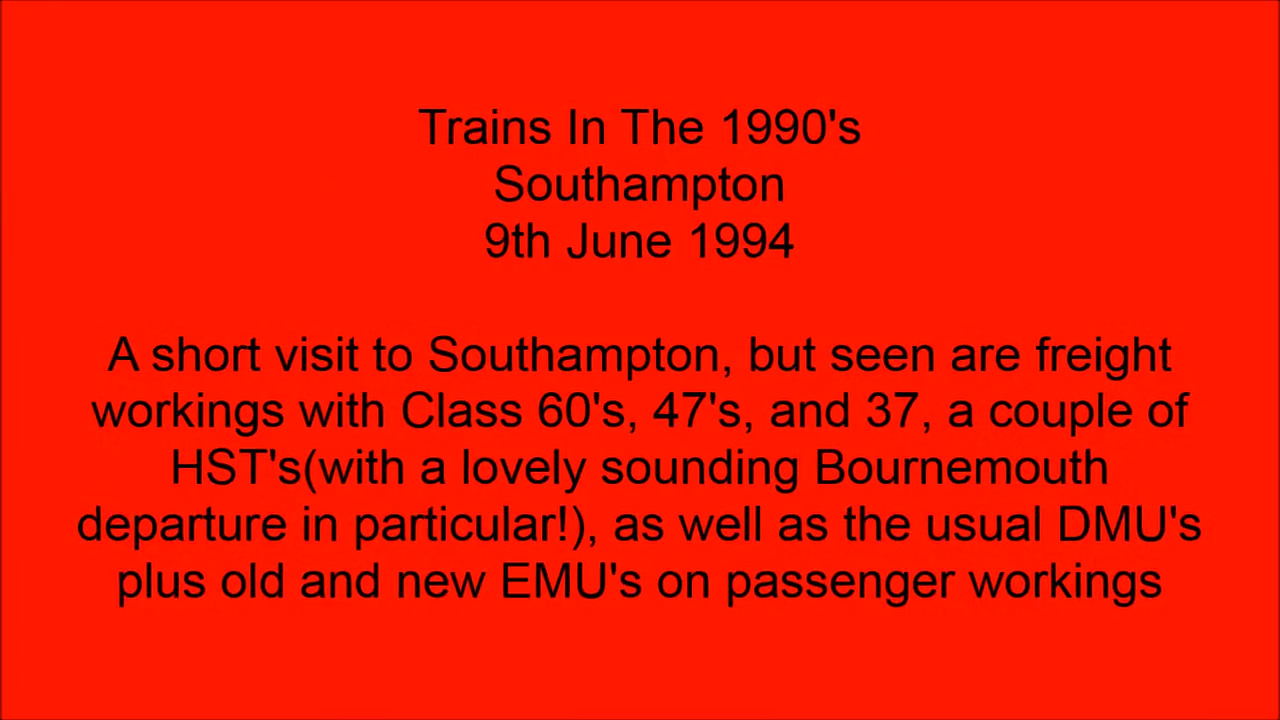 Trains In The 1990's
Southampton
9th June 1994
A short visit to Southampton, but seen are freight
workings with Class 60's, 47's, and 37, a couple of
HST's(with a lovely sounding Bournemouth
departure in particular!), as well as the usual DMU's
plus old and new EMU's on passenger workings